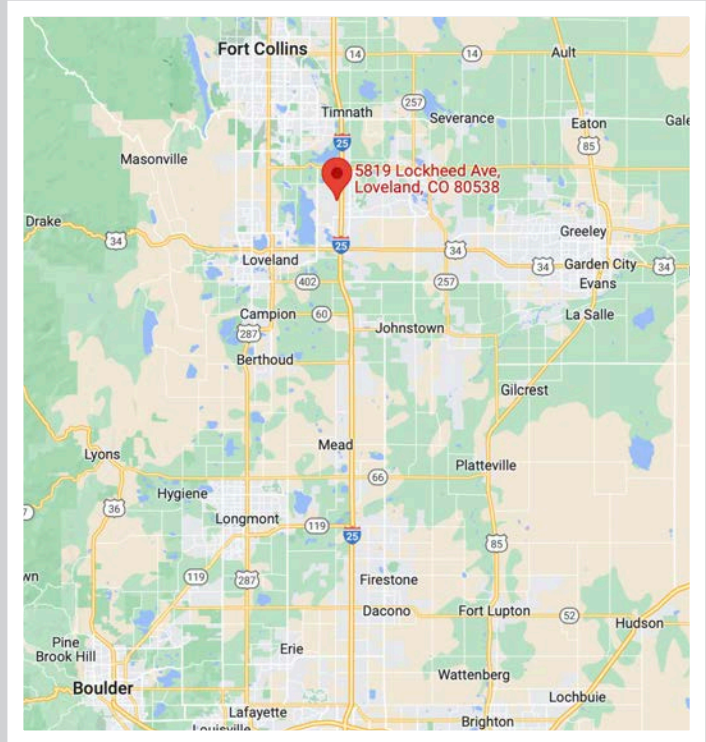 Fort Collins
14
14
Ault
257
Timnath
Severance
Eaton
Gale
25
85
Masonville
5819 Lockheed Ave,
Loveland, CO 80538
Drake
34
Greeley
25
34
Loveland
34
Garden City
34
402
257
Evans
Campion
60
La Salle
287
Johnstown
Berthoud
Gilcrest
Mead
Lyons
66
Platteville
Hygiene
36
Longmont
119
25
85
wn
119
287
Firestone
Dacono
Fort Lupton
52
Hudson
Pine
Brook Hill
Erie
Wattenberg
Boulder
Lochbuie
Lafayette
Brighton
Louisville